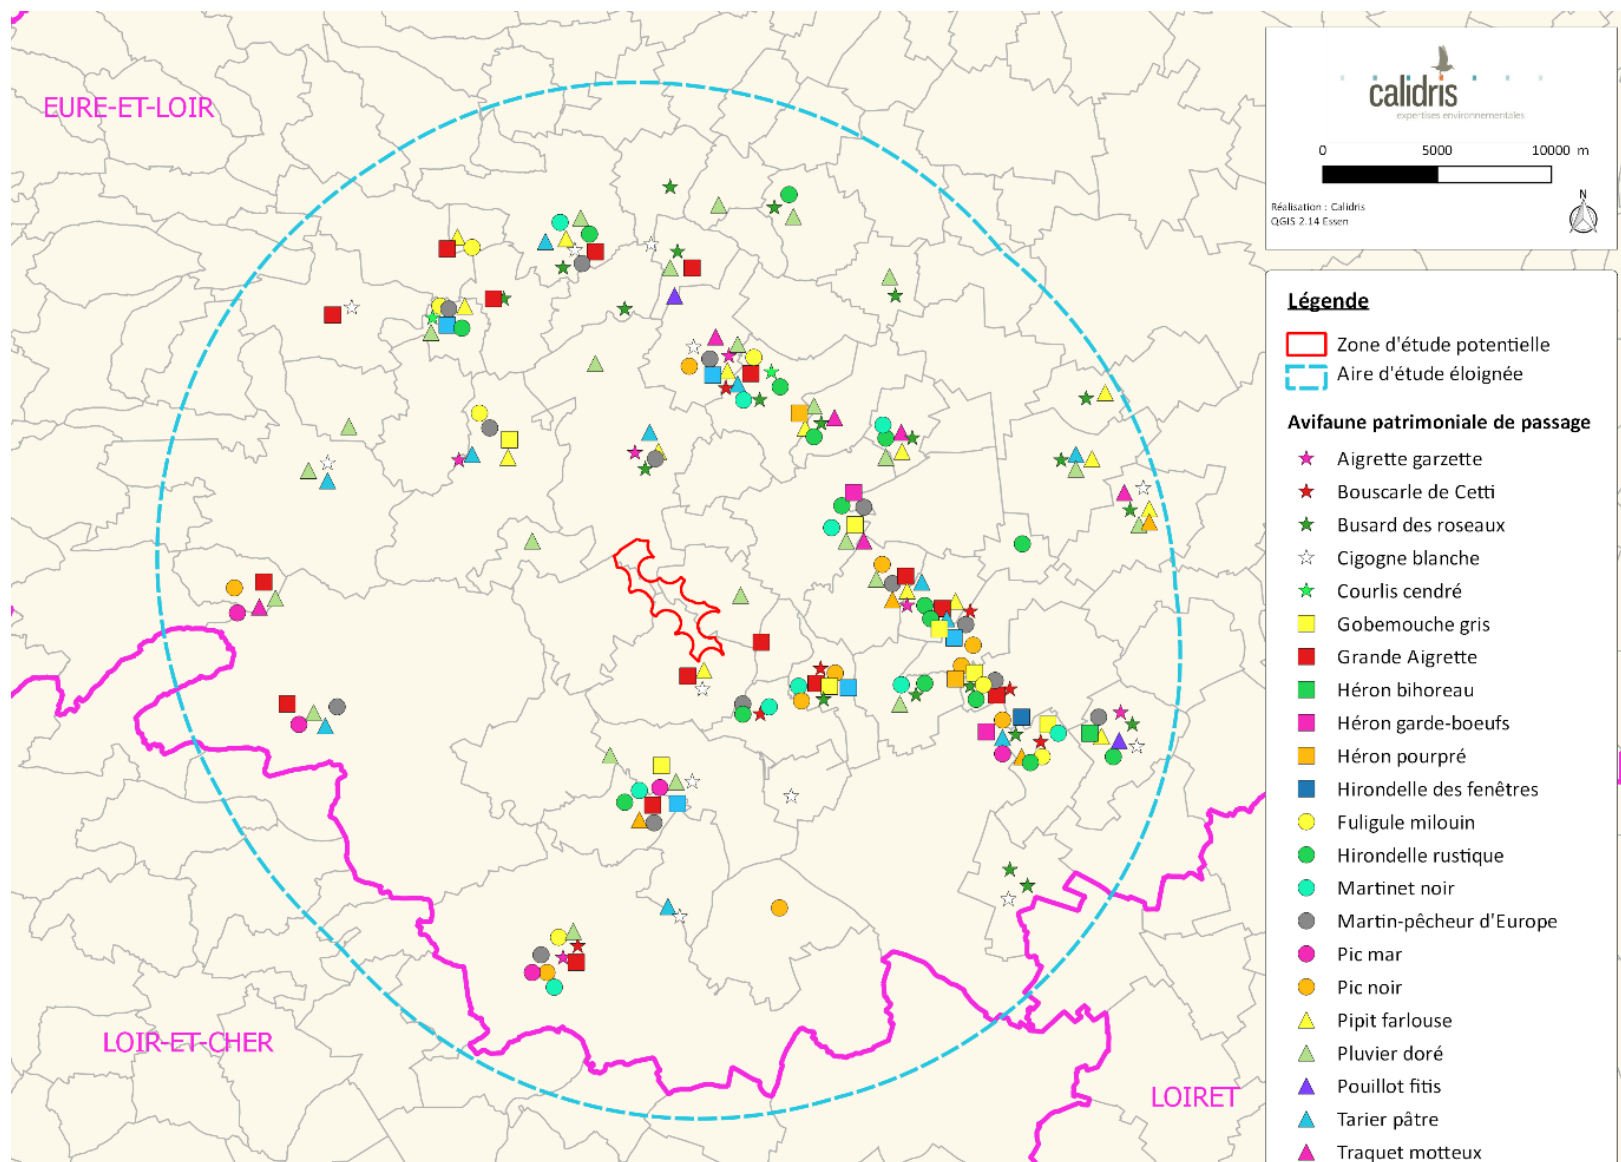 EURE-ET-LOIR
calidris
expertises environnementales
0 5000 10000 m
Réalisation : Calidris
QGIS 2.14 Essen
N
Légende
Zone d'étude potentielle
Aire d'étude éloignée
Avifaune patrimoniale de passage
Aigrette garzette
Bouscarle de Cetti
Busard des roseaux
Cigogne blanche
Courlis cendré
Gobemouche gris
Grande Aigrette
Héron bihoreau
Héron garde-boeufs
Héron pourpré
Hirondelle des fenêtres
Fuligule milouin
Hirondelle rustique
Martinet noir
Martin-pêcheur d'Europe
Pic mar
Pic noir
Pipit farlouse
Pluvier doré
Pouillot fitis
Tarier pâtre
Traquet motteux
LOIR-ET-CHER
LOIRET